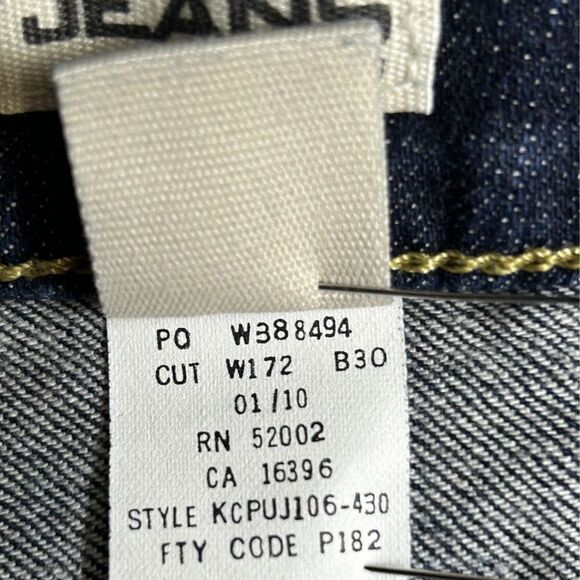 JEANS
PO W388494
CUT W172 B30
01/10
RN 52002
CA 16396
STYLE KCPUJ106-430
FTY CODE P182